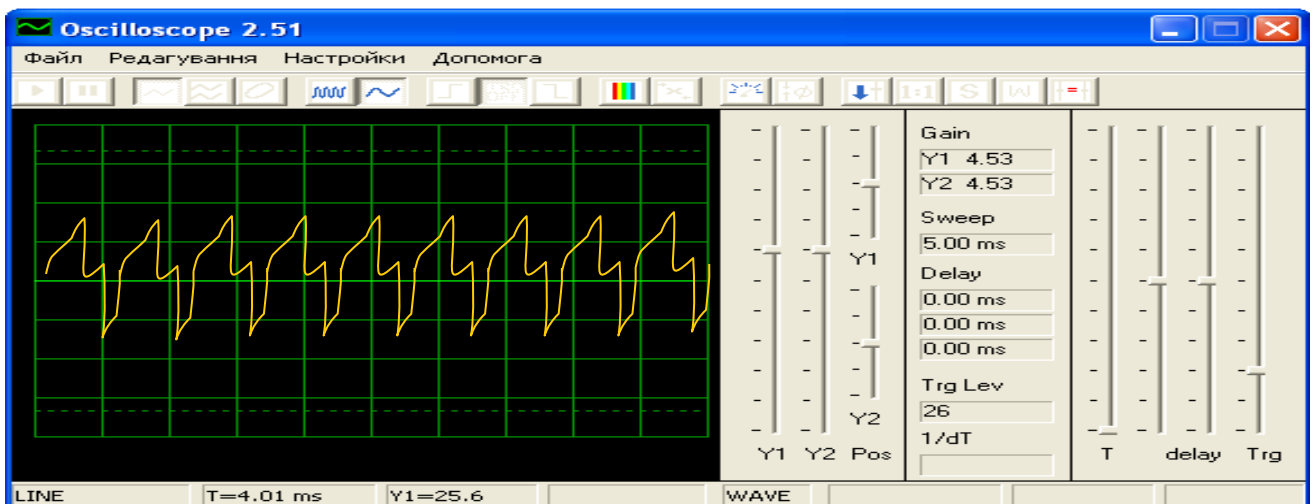 Oscilloscope 2.51
Файл Редагування Настройки Допомога
1:1 S W =
Gain
Y1 4.53
Y2 4.53
Sweep
5.00 ms
Delay
0.00 ms
0.00 ms
0.00 ms
Trg Lev
26
1/dT
Y1
Y2
Y1 Y2 Pos
T delay Trg
LINE T=4.01 ms Y1=25.6 WAVE